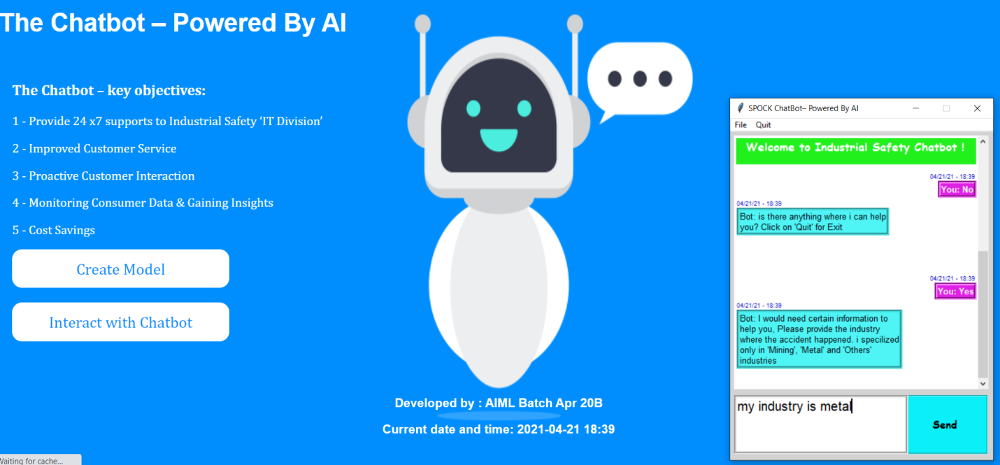 The Chatbot – Powered By AI
The Chatbot – key objectives:
1 - Provide 24 x7 supports to Industrial Safety ‘IT Division’
2 - Improved Customer Service
3 - Proactive Customer Interaction
4 - Monitoring Consumer Data & Gaining Insights
5 - Cost Savings
Create Model
Interact with Chatbot
Developed by : AIML Batch Apr 20B
Current date and time: 2021-04-21 18:39
Waiting for cache...
SPOCK ChatBot– Powered By AI
File Quit
Welcome to Industrial Safety Chatbot !
04/21/21 - 18:39
You: No
04/21/21 - 18:39
Bot: is there anything where i can help
you? Click on 'Quit' for Exit
04/21/21 - 18:39
You: Yes
04/21/21 - 18:39
Bot: I would need certain information to
help you, Please provide the industry
where the accident happened. i specilized
only in 'Mining', 'Metal' and 'Others'
industries
my industry is metal
Send